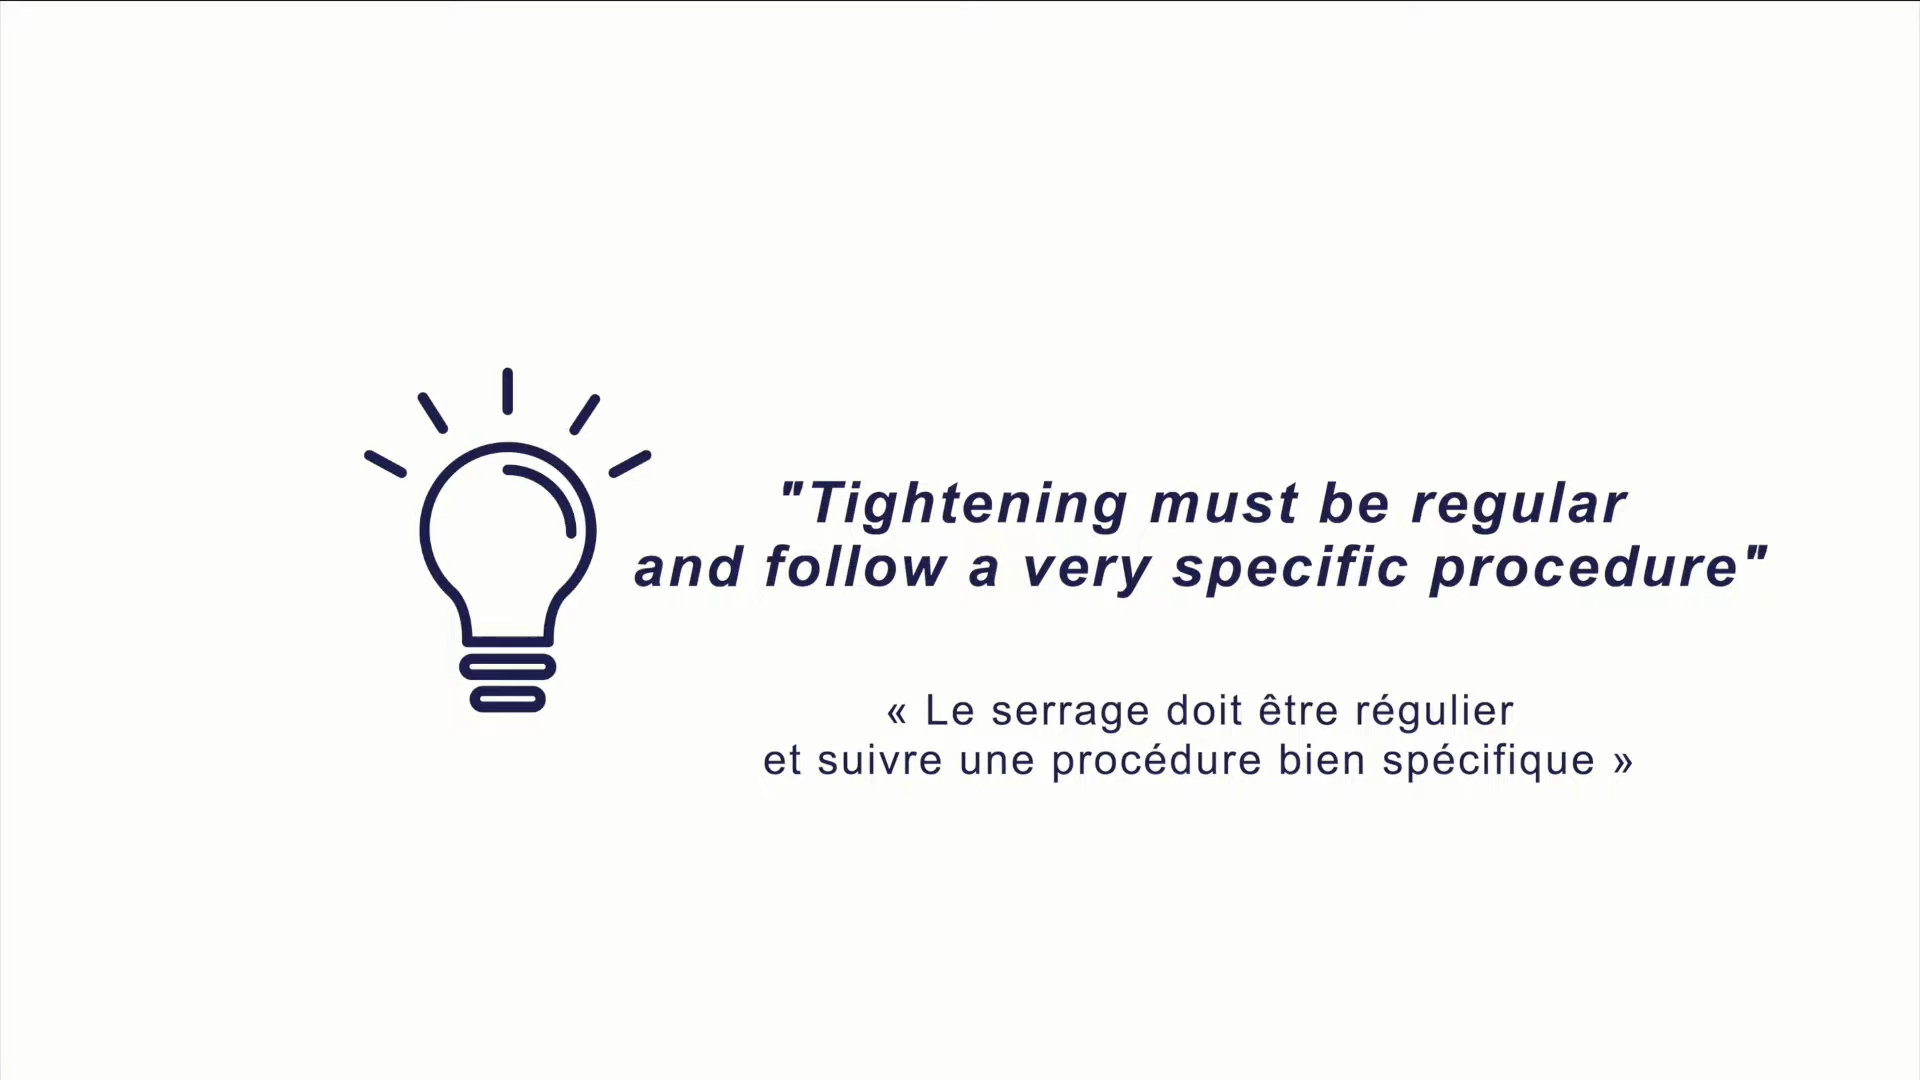 "Tightening must be regular
and follow a very specific procedure"
« Le serrage doit être régulier
et suivre une procédure bien spécifique »